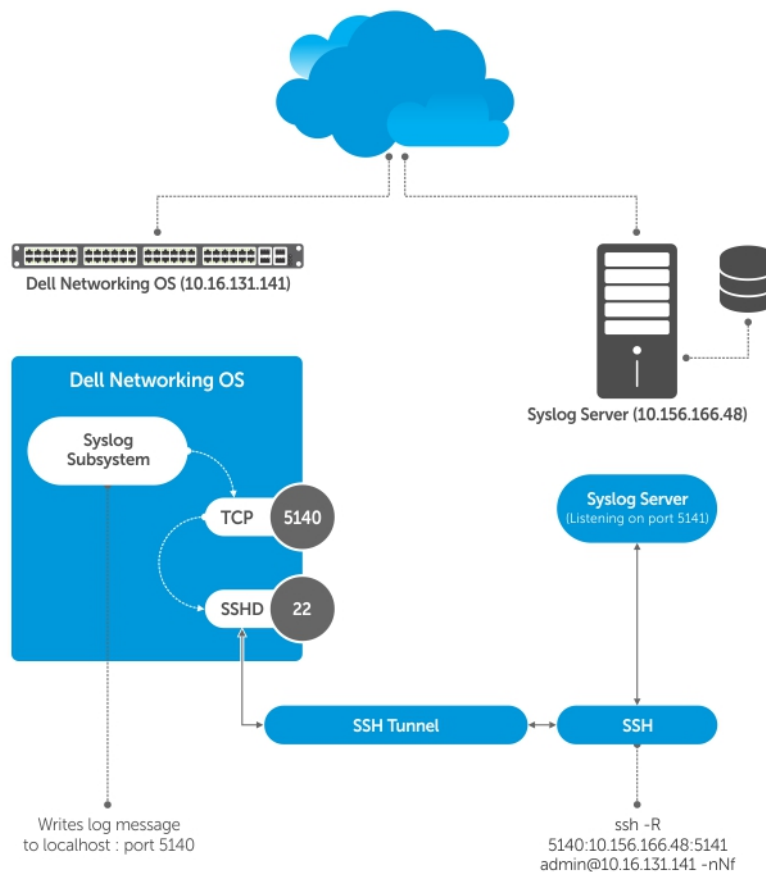 Dell Networking OS (10.16.131.141)
Syslog Server (10.156.166.48)
Dell Networking OS
Syslog
Subsystem
TCP
5140
SSHD
22
Syslog Server
(Listening on port 5141)
SSH Tunnel
SSH
Writes log message
to localhost : port 5140
ssh -R
5140:10.156.166.48:5141
admin@10.16.131.141 -nNf